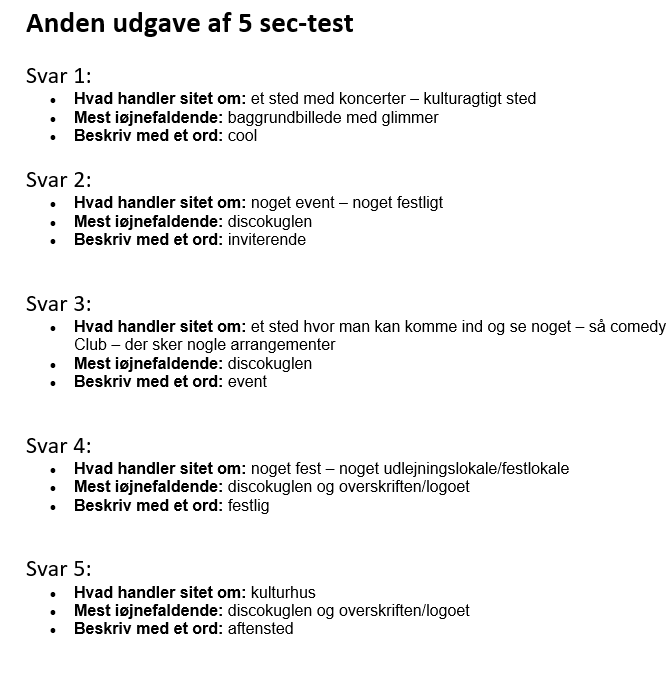 Anden udgave af 5 sec-test
Svar 1:
• Hvad handler sitet om: et sted med koncerter – kulturagtigt sted
• Mest iøjnefaldende: baggrundbillede med glimmer
• Beskriv med et ord: cool
Svar 2:
• Hvad handler sitet om: noget event – noget festligt
• Mest iøjnefaldende: discokuglen
• Beskriv med et ord: inviterende
Svar 3:
• Hvad handler sitet om: et sted hvor man kan komme ind og se noget – så comedy
Club – der sker nogle arrangementer
• Mest iøjnefaldende: discokuglen
• Beskriv med et ord: event
Svar 4:
• Hvad handler sitet om: noget fest – noget udlejningslokale/festlokale
• Mest iøjnefaldende: discokuglen og overskriften/logoet
• Beskriv med et ord: festlig
Svar 5:
• Hvad handler sitet om: kulturhus
• Mest iøjnefaldende: discokuglen og overskriften/logoet
• Beskriv med et ord: aftensted